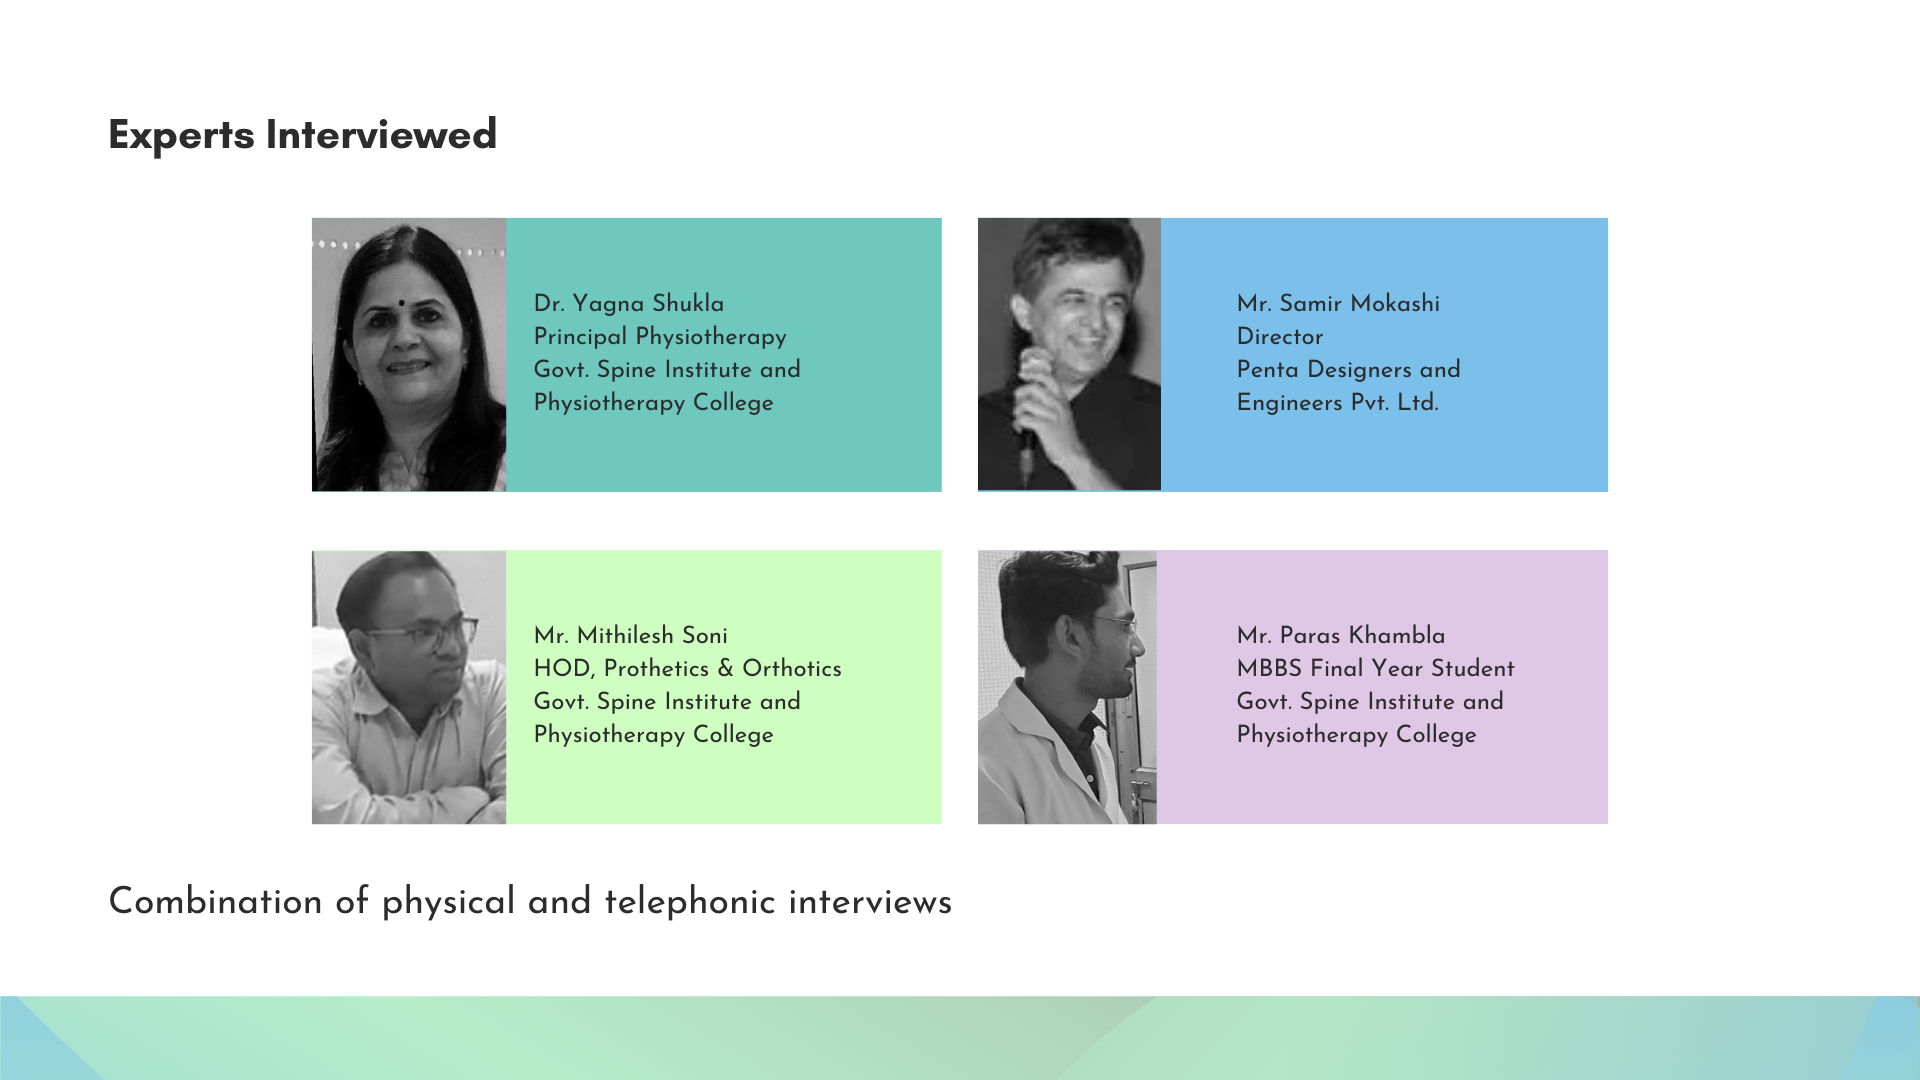 Experts Interviewed
Dr. Yagna Shukla
Principal Physiotherapy
Govt. Spine Institute and
Physiotherapy College
Mr. Samir Mokashi
Director
Penta Designers and
Engineers Pvt. Ltd.
Mr. Mithilesh Soni
HOD, Prothetics & Orthotics
Govt. Spine Institute and
Physiotherapy College
Mr. Paras Khambla
MBBS Final Year Student
Govt. Spine Institute and
Physiotherapy College
Combination of physical and telephonic interviews